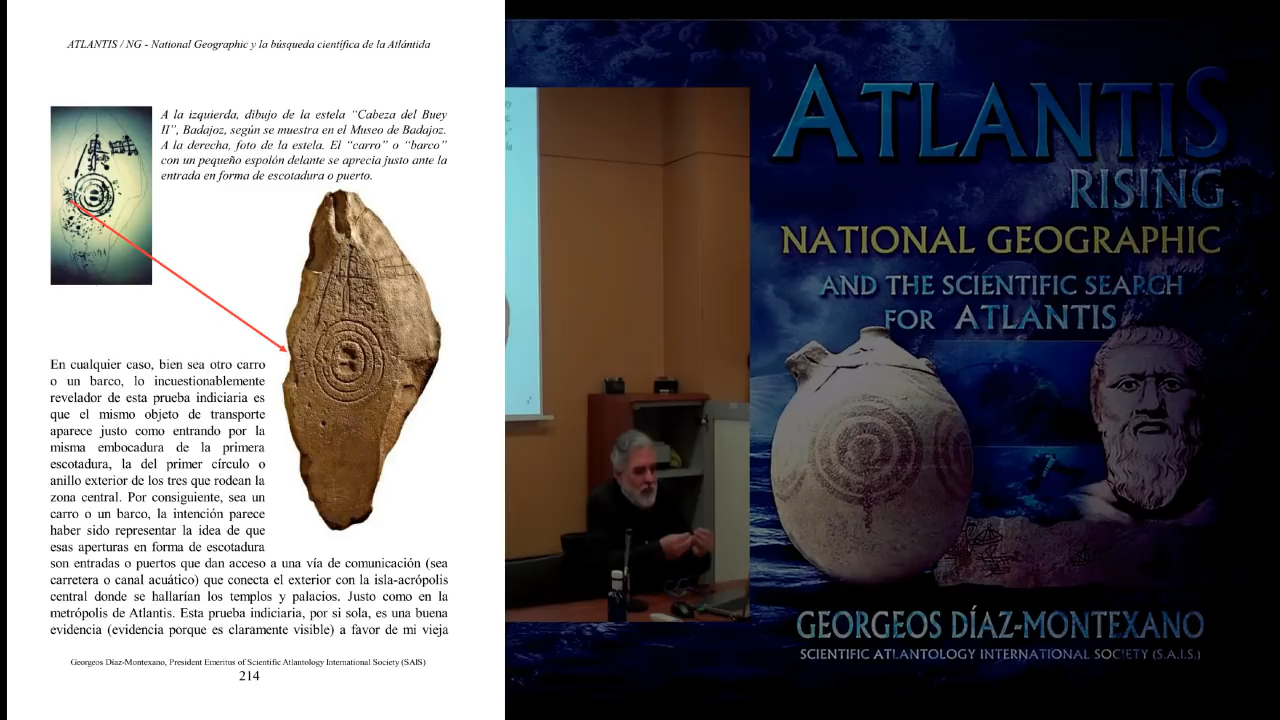 ATLANTIS / NG - National Geographic y la búsqueda científica de la Atlántida
A la izquierda, dibujo de la estela “Cabeza del Buey
II”, Badajoz, según se muestra en el Museo de Badajoz.
A la derecha, foto de la estela. El “carro” o “barco”
con un pequeño espolón delante se aprecia justo ante la
entrada en forma de escotadura o puerto.
En cualquier caso, bien sea otro carro
o un barco, lo incuestionablemente
revelador de esta prueba indiciaria es
que el mismo objeto de transporte
aparece justo como entrando por la
misma embocadura de la primera
escotadura, la del primer círculo o
anillo exterior de los tres que rodean la
zona central. Por consiguiente, sea un
carro o un barco, la intención parece
haber sido representar la idea de que
esas aperturas en forma de escotadura
son entradas o puertos que dan acceso a una vía de comunicación (sea
carretera o canal acuático) que conecta el exterior con la isla-acrópolis
central donde se hallarían los templos y palacios. Justo como en la
metrópolis de Atlantis. Esta prueba indiciaria, por si sola, es una buena
evidencia (evidencia porque es claramente visible) a favor de mi vieja
Georgeos Díaz-Montexano, President Emeritus of Scientific Atlantology International Society (SAIS)
214
ATLANTIS
RISING
NATIONAL GEOGRAPHIC
AND THE SCIENTIFIC SEARCH
FOR ATLANTIS
GEORGEOS DÍAZ-MONTEXANO
SCIENTIFIC ATLANTOLOGY INTERNATIONAL SOCIETY (S.A.I.S.)